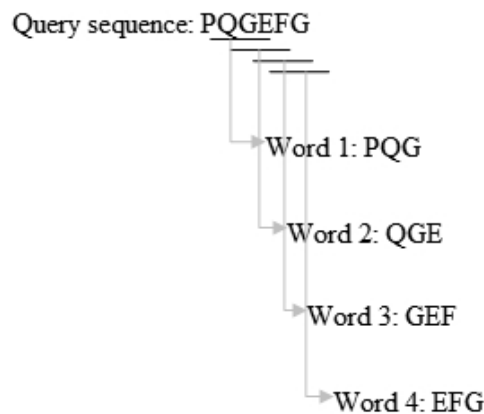 Query sequence: PQGEFG
Word 1: PQG
Word 2: QGE
Word 3: GEF
Word 4: EFG